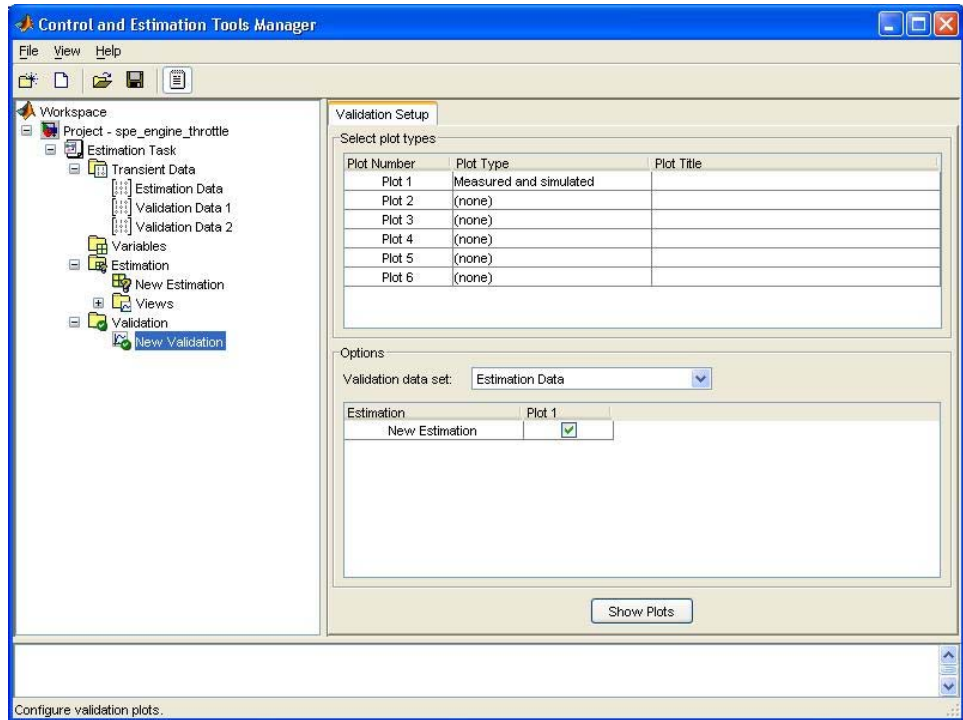 Control and Estimation Tools Manager
File View Help
Workspace
Project - spe_engine_throttle
Estimation Task
Transient Data
Estimation Data
Validation Data 1
Validation Data 2
Variables
Estimation
New Estimation
Views
Validation
New Validation
Validation Setup
Select plot types
Plot Number Plot Type Plot Title
Plot 1 Measured and simulated
Plot 2 (none)
Plot 3 (none)
Plot 4 (none)
Plot 5 (none)
Plot 6 (none)
Options
Validation data set: Estimation Data
Estimation Plot 1
New Estimation
Show Plots
Configure validation plots.